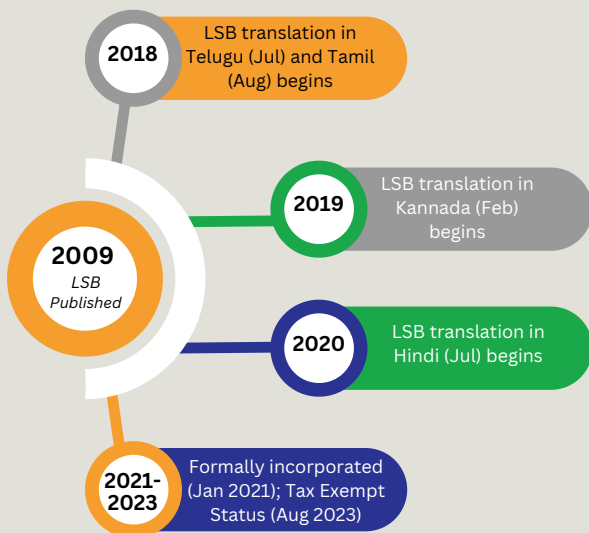 2018
LSB translation in
Telugu (Jul) and Tamil
(Aug) begins
2019
LSB translation in
Kannada (Feb)
begins
2009
LSB
Published
2020
LSB translation in
Hindi (Jul) begins
2021-
2023
Formally incorporated
(Jan 2021); Tax Exempt
Status (Aug 2023)